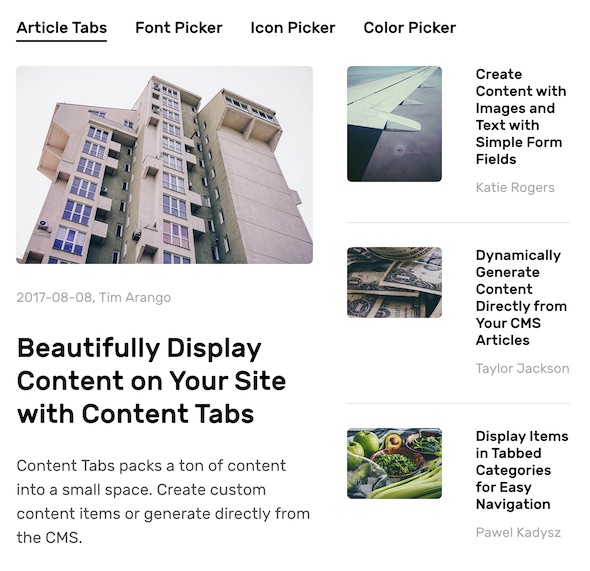 Article Tabs Font Picker Icon Picker Color Picker
2017-08-08, Tim Arango
Beautifully Display
Content on Your Site
with Content Tabs
Content Tabs packs a ton of content
into a small space. Create custom
content items or generate directly from
the CMS.
Create
Content with
Images and
Text with
Simple Form
Fields
Katie Rogers
Dynamically
Generate
Content
Directly from
Your CMS
Articles
Taylor Jackson
Display Items
in Tabbed
Categories
for Easy
Navigation
Pawel Kadysz